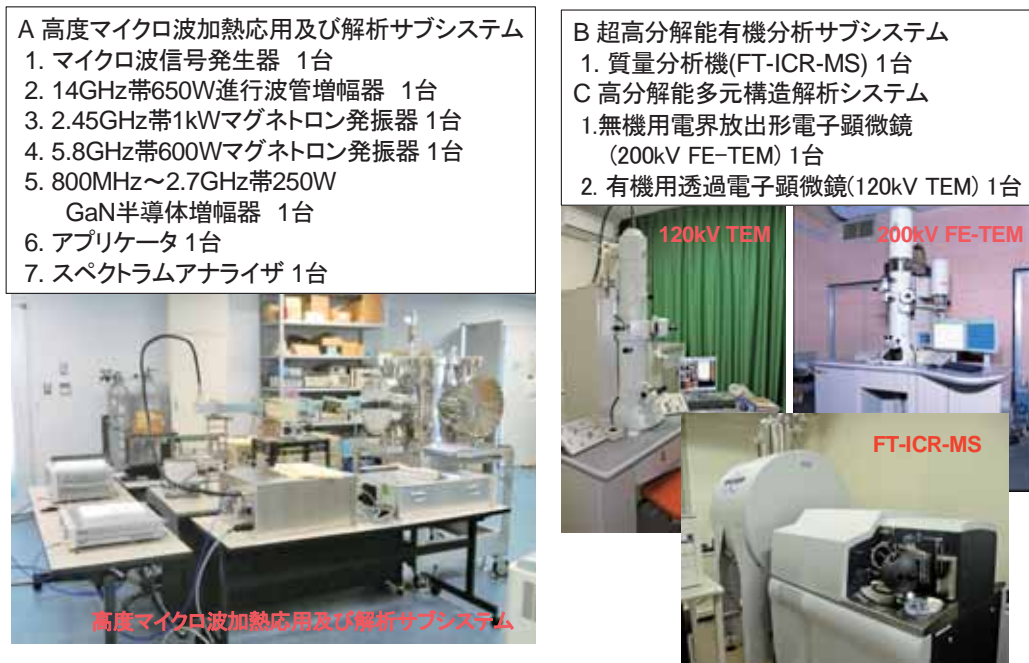 A 高度マイクロ波加熱応用及び解析サブシステム
1. マイクロ波信号発生器 1台
2. 14GHz帯650W進行波管増幅器 1台
3. 2.45GHz帯1kWマグネトロン発振器 1台
4. 5.8GHz帯600Wマグネトロン発振器 1台
5. 800MHz～2.7GHz帯250W
GaN半導体増幅器 1台
6. アプリケータ 1台
7. スペクトラムアナライザ 1台
高度マイクロ波加熱応用及び解析サブシステム
B 超高分解能有機分析サブシステム
1. 質量分析機(FT-ICR-MS) 1台
C 高分解能多元構造解析システム
1.無機用電界放出形電子顕微鏡
(200kV FE-TEM) 1台
2. 有機用透過電子顕微鏡(120kV TEM) 1台
120kV TEM
200kV FE-TEM
FT-ICR-MS